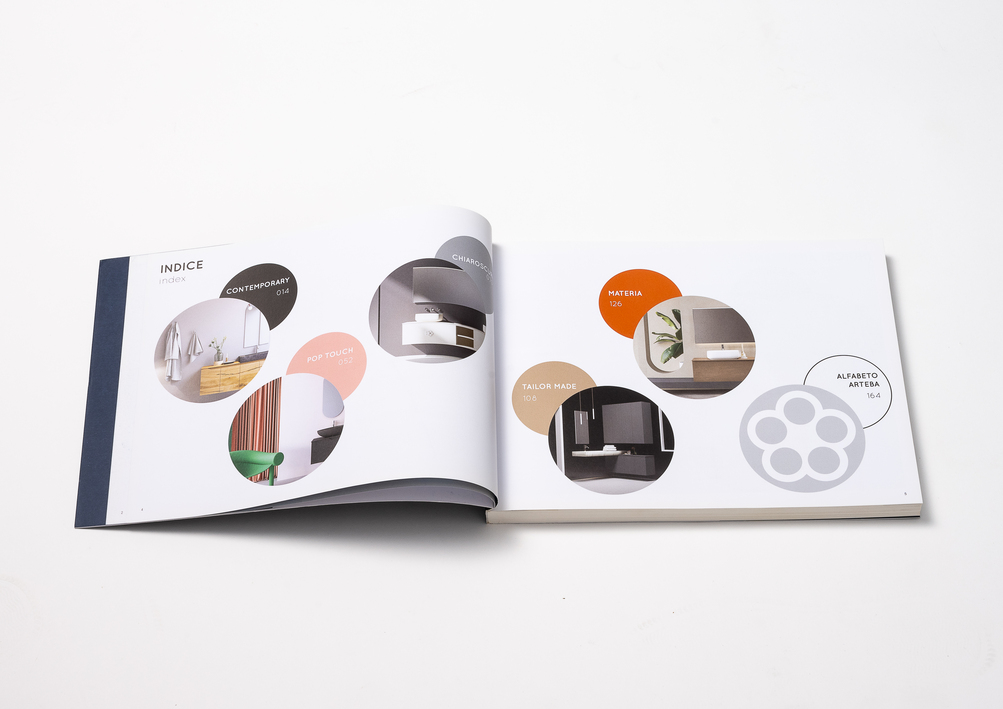 INDICE
index
CONTEMPORARY
014
POP TOUCH
052
MATERIA
126
TAILOR MADE
106
ALFABETO
ARTEBA
164